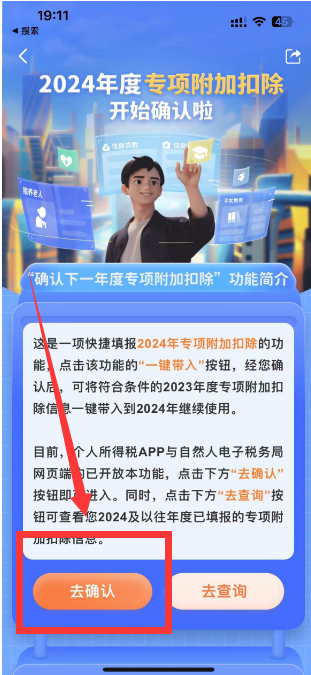 19:11
45
搜索
2024年度专项附加扣除
开始确认啦
住房贷款
住房
赡养老人
子女教育
“确认下一年度专项附加扣除”功能简介
这是一项快捷填报2024年专项附加扣除的功
能，点击该功能的“一键带入”按钮，经您确
认后，可将符合条件的2023年度专项附加扣
除信息一键带入到2024年继续使用。
目前，个人所得税APP与自然人电子税务局
网页端均已开放本功能，点击下方“去确认”
按钮即可进入。同时，点击下方“去查询”按
钮可查看您2024及以往年度已填报的专项附
加扣除信息。
去确认
去查询